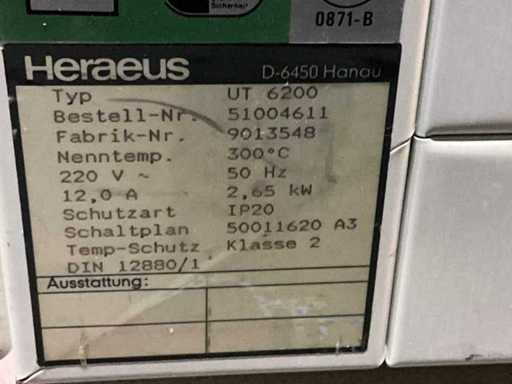 Sicherheit
0871-B
Heraeus D-6450 Hanau
Typ UT 6200
Bestell-Nr. 51004611
Fabrik-Nr. 9013548
Nenntemp. 300°C
220 V ~ 50 Hz
12,0 A 2,65 kW
Schutzart IP20
Schaltplan 50011620 A3
Temp-Schutz Klasse 2
DIN 12880/1
Ausstattung: